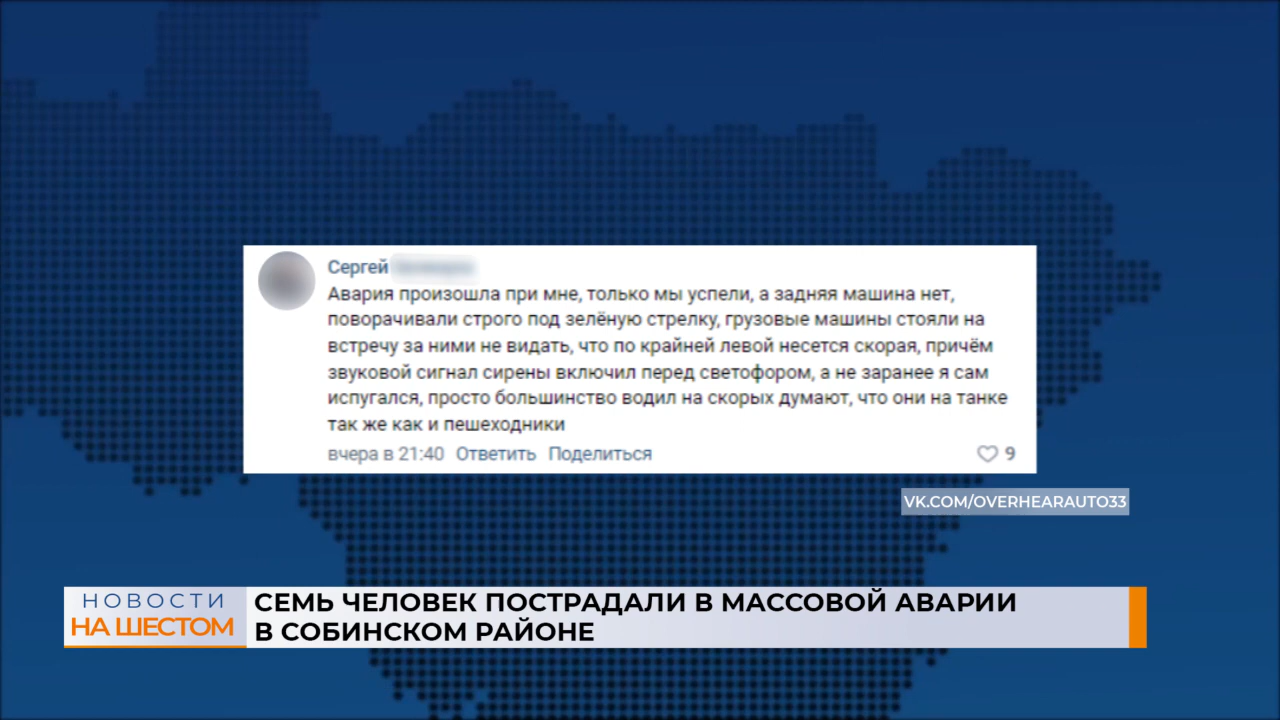 Сергей
Авария произошла при мне, только мы успели, а задняя машина нет,
поворачивали строго под зелёную стрелку, грузовые машины стояли на
встречу за ними не видать, что по крайней левой несется скорая, причём
звуковой сигнал сирены включил перед светофором, а не заранее я сам
испугался, просто большинство водил на скорых думают, что они на танке
так же как и пешеходники
вчера в 21:40 Ответить Поделиться 9
VK.COM/OVERHEARAUTO33
НОВОСТИ
НА ШЕСТОМ
СЕМЬ ЧЕЛОВЕК ПОСТРАДАЛИ В МАССОВОЙ АВАРИИ
В СОБИНСКОМ РАЙОНЕ